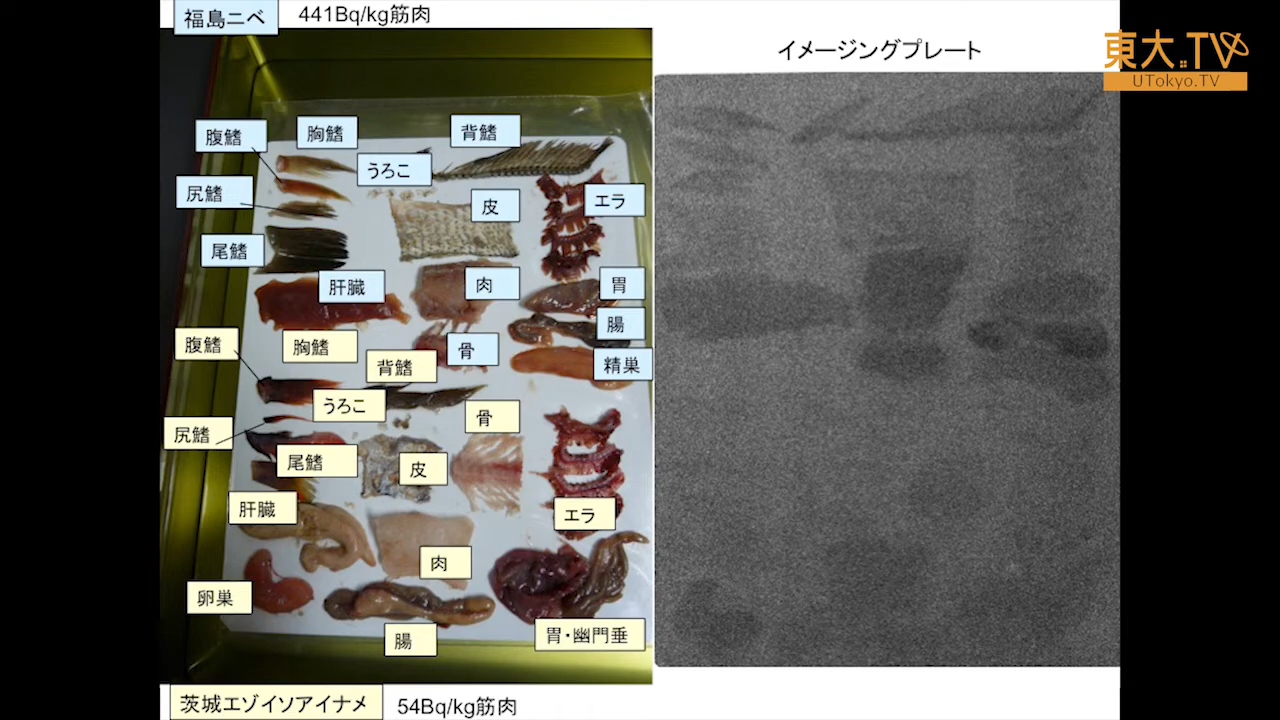 福島ニベ 441Bq/kg筋肉
イメージングプレート
東大.TV
UTokyo.TV
腹鰭
胸鰭
背鰭
うろこ
尻鰭
皮
エラ
尾鰭
肝臓
肉
胃
腸
骨
精巣
腹鰭
胸鰭
背鰭
うろこ
骨
尻鰭
尾鰭
皮
肝臓
エラ
肉
卵巣
腸
胃・幽門垂
茨城エゾイソアイナメ 54Bq/kg筋肉